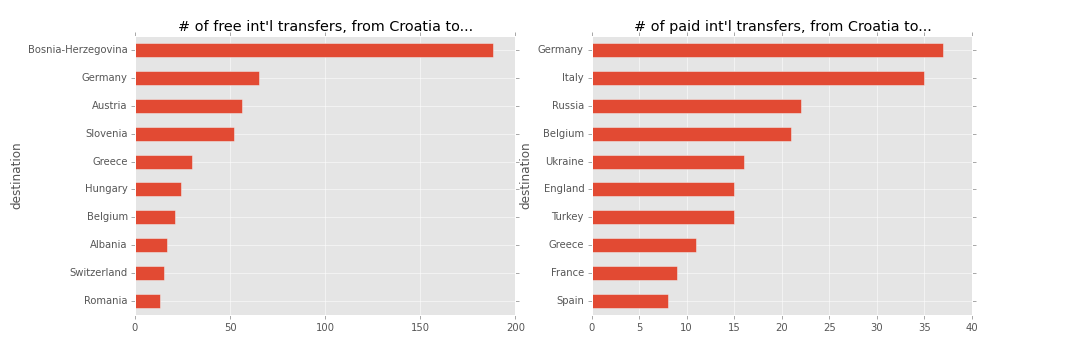 # of free int'l transfers, from Croatia to...
destination
Bosnia-Herzegovina
Germany
Austria
Slovenia
Greece
Hungary
Belgium
Albania
Switzerland
Romania
0 50 100 150 200
# of paid int'l transfers, from Croatia to...
destination
Germany
Italy
Russia
Belgium
Ukraine
England
Turkey
Greece
France
Spain
0 5 10 15 20 25 30 35 40